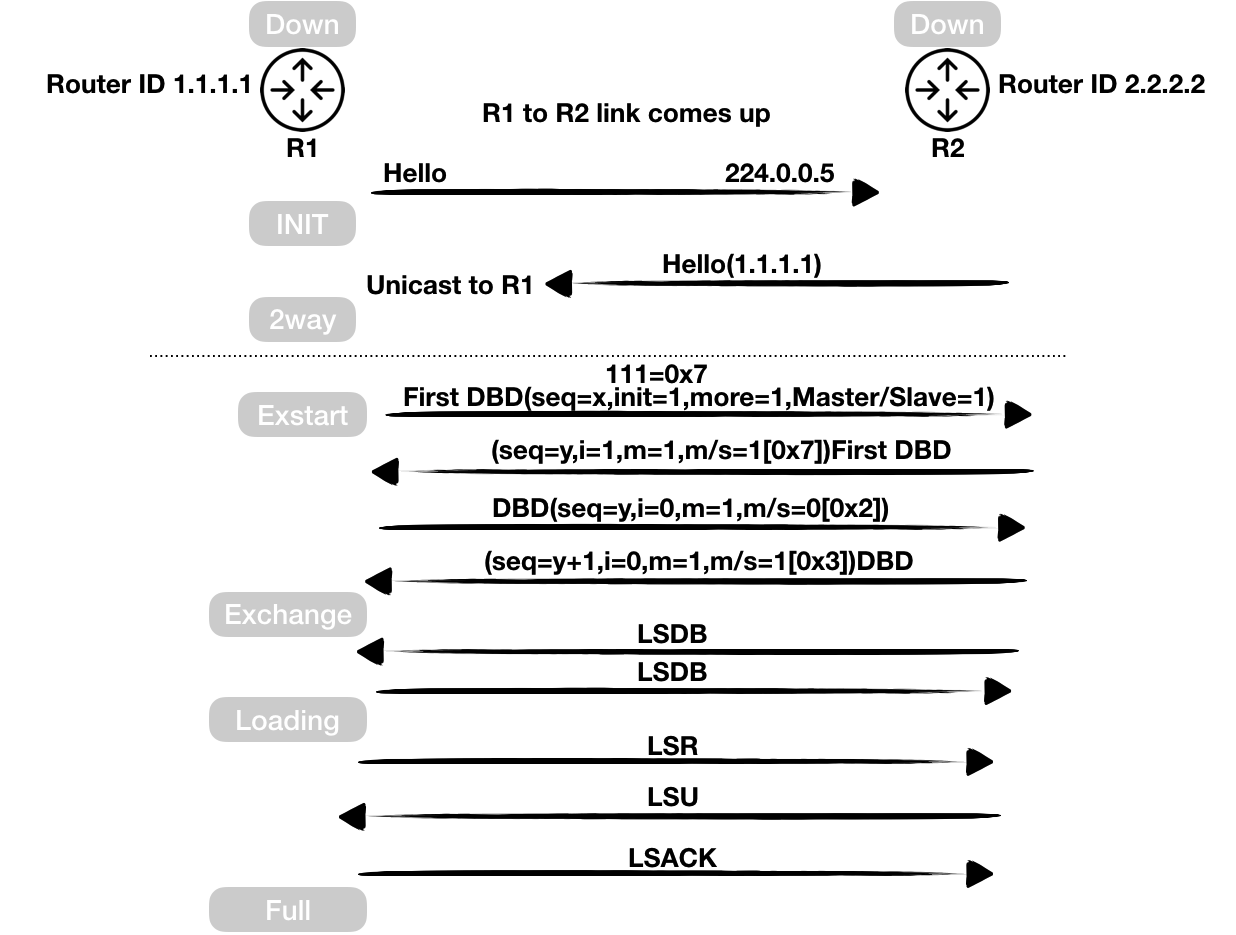 Down
Down
Router ID 1.1.1.1
Router ID 2.2.2.2
R1 to R2 link comes up
R1
R2
Hello
224.0.0.5
INIT
Hello(1.1.1.1)
Unicast to R1
2way
111=0x7
First DBD(seq=x,init=1,more=1,Master/Slave=1)
Exstart
(seq=y,i=1,m=1,m/s=1[0x7])First DBD
DBD(seq=y,i=0,m=1,m/s=0[0x2])
(seq=y+1,i=0,m=1,m/s=1[0x3])DBD
Exchange
LSDB
LSDB
Loading
LSR
LSU
LSACK
Full